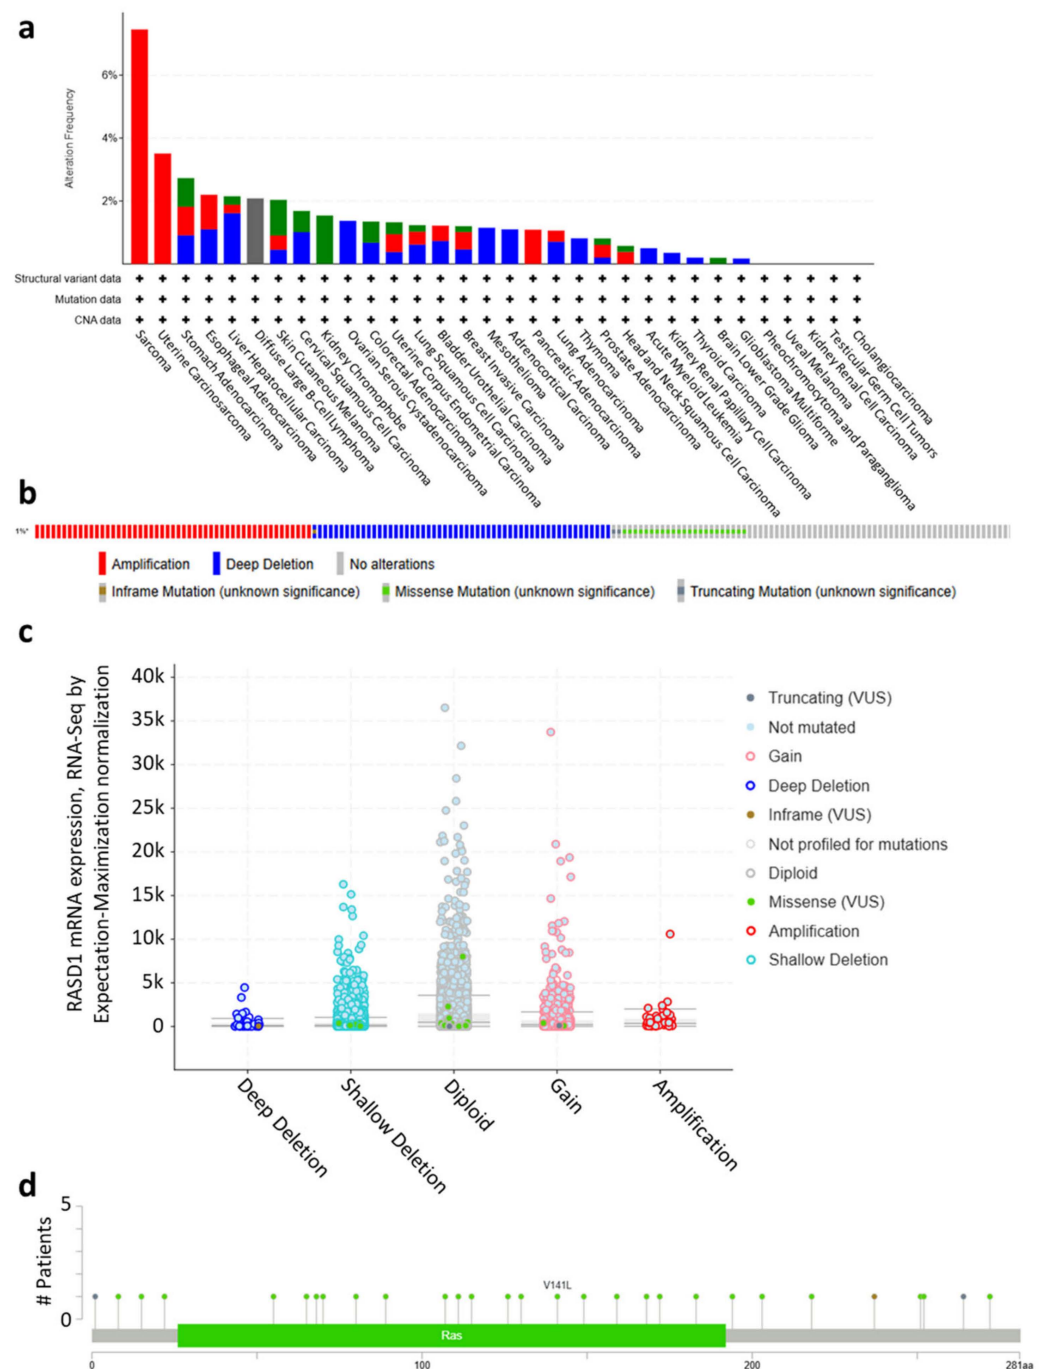 a
6%
4%
2%
Alteration Frequency
Structural variant data
Mutation data
CNA data
Sarcoma
Uterine Carcinosarcoma
Stomach Adenocarcinoma
Esophageal Adenocarcinoma
Liver Hepatocellular Carcinoma
Diffuse Large B-Cell Lymphoma
Skin Cutaneous Melanoma
Cervical Squamous Cell Carcinoma
Kidney Chromophobe
Ovarian Serous Cystadenocarcinoma
Colorectal Adenocarcinoma
Uterine Corpus Endometrial Carcinoma
Lung Squamous Cell Carcinoma
Bladder Urothelial Carcinoma
Breast Invasive Carcinoma
Mesothelioma
Adrenocortical Carcinoma
Pancreatic Adenocarcinoma
Lung Adenocarcinoma
Thymoma
Prostate Adenocarcinoma
Head and Neck Squamous Cell Carcinoma
Acute Myeloid Leukemia
Kidney Renal Papillary Cell Carcinoma
Thyroid Carcinoma
Brain Lower Grade Glioma
Glioblastoma Multiforme
Pheochromocytoma and Paraganglioma
Uveal Melanoma
Kidney Renal Cell Carcinoma
Testicular Germ Cell Tumors
Cholangiocarcinoma
b
1%*
Amplification Deep Deletion No alterations
Inframe Mutation (unknown significance) Missense Mutation (unknown significance) Truncating Mutation (unknown significance)
c
RASD1 mRNA expression, RNA-Seq by
Expectation-Maximization normalization
40k
35k
30k
25k
20k
15k
10k
5k
0
Deep Deletion
Shallow Deletion
Diploid
Gain
Amplification
Truncating (VUS)
Not mutated
Gain
Deep Deletion
Inframe (VUS)
Not profiled for mutations
Diploid
Missense (VUS)
Amplification
Shallow Deletion
d
# Patients
5
0
V141L
Ras
0 100 200 281aa